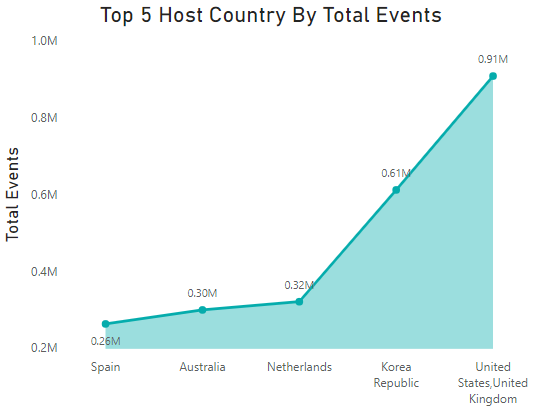 Top 5 Host Country By Total Events
1.0M
0.8M
0.6M
0.4M
0.2M
Total Events
0.26M
0.30M
0.32M
0.61M
0.91M
Spain
Australia
Netherlands
Korea
Republic
United
States,United
Kingdom